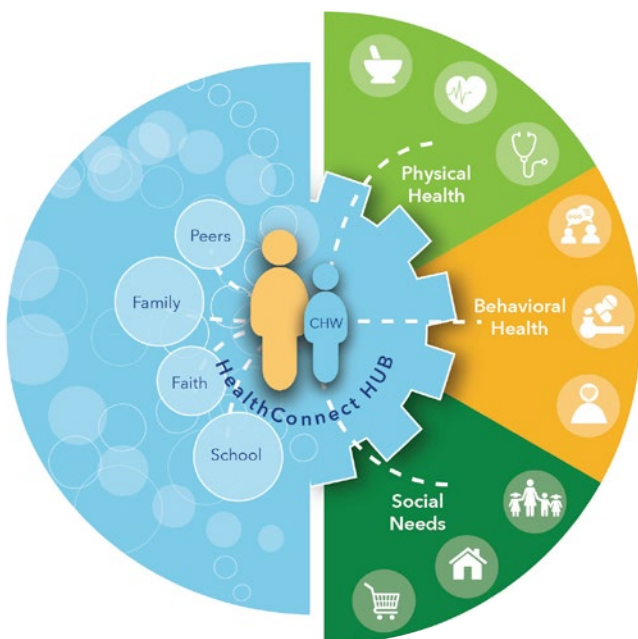 Physical
Health
Peers
Family
CHW
Behavioral
Health
Faith
HealthConnect HUB
School
Social
Needs